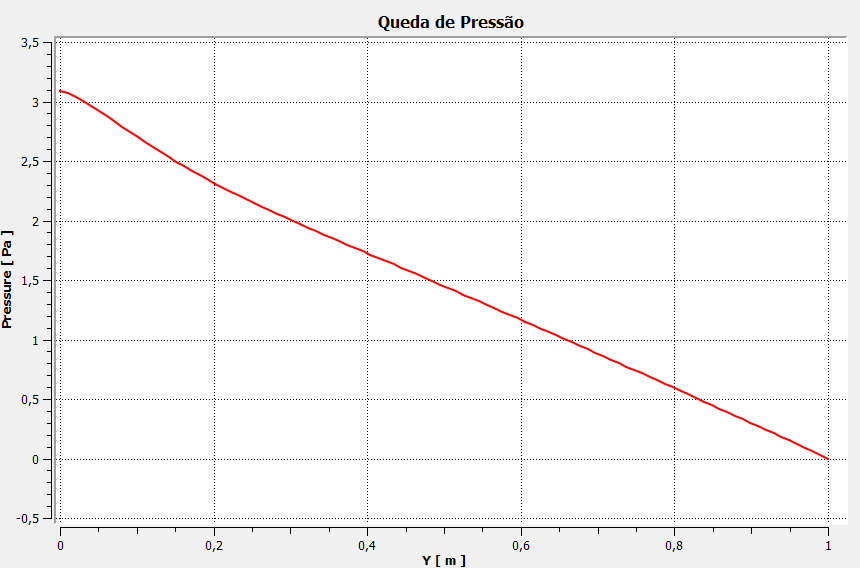 Queda de Pressão
3,5
3
2,5
2
1,5
1
0,5
0
-0,5
Pressure [ Pa ]
0 0,2 0,4 0,6 0,8 1
Y [ m ]